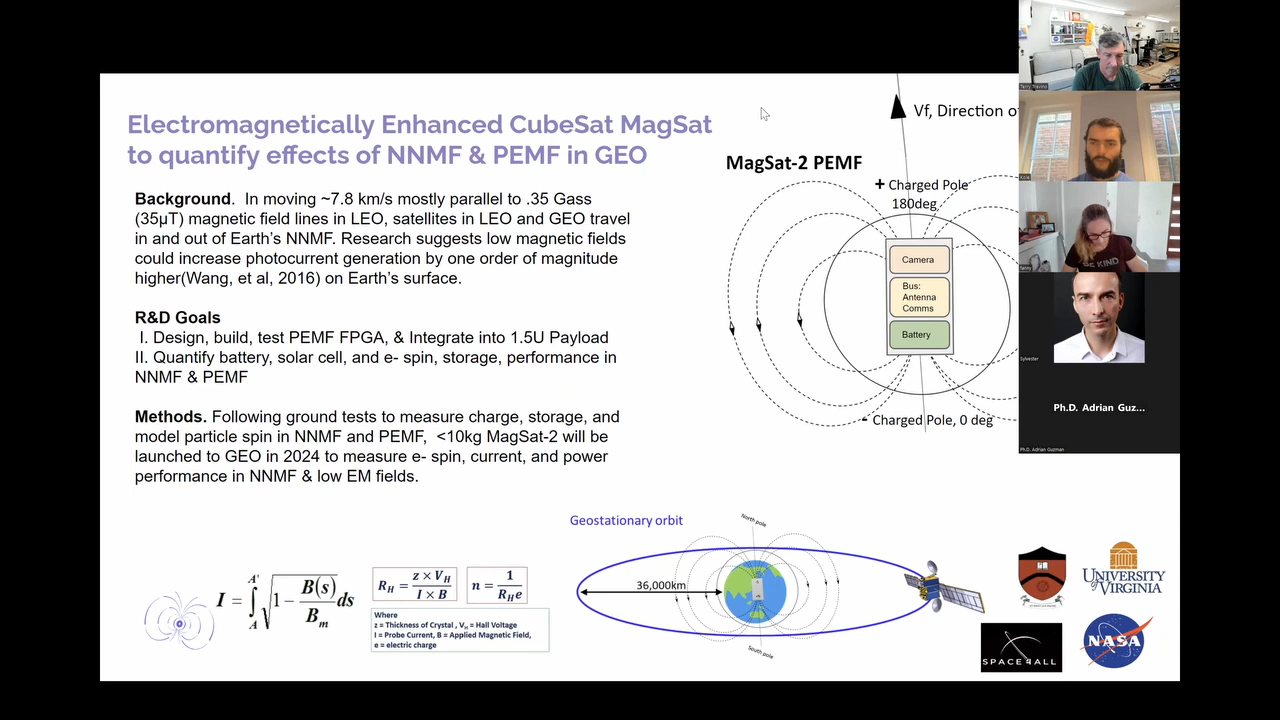 Electromagnetically Enhanced CubeSat MagSat
to quantify effects of NNMF & PEMF in GEO
Background. In moving ~7.8 km/s mostly parallel to .35 Gass
(35µT) magnetic field lines in LEO, satellites in LEO and GEO travel
in and out of Earth's NNMF. Research suggests low magnetic fields
could increase photocurrent generation by one order of magnitude
higher(Wang, et al, 2016) on Earth's surface.
R&D Goals
I. Design, build, test PEMF FPGA, & Integrate into 1.5U Payload
II. Quantify battery, solar cell, and e- spin, storage, performance in
NNMF & PEMF
Methods. Following ground tests to measure charge, storage, and
model particle spin in NNMF and PEMF, <10kg MagSat-2 will be
launched to GEO in 2024 to measure e- spin, current, and power
performance in NNMF & low EM fields.
Vf, Direction o
MagSat-2 PEMF
+ Charged Pole
180deg
Camera
Bus:
Antenna
Comms
Battery
- Charged Pole, 0 deg
I = ∫ A A' √1 - B(s) / B m ds
R H = z × V H / I × B
n = 1 / R H e
Where
z = Thickness of Crystal , V H = Hall Voltage
I = Probe Current, B = Applied Magnetic Field,
e = electric charge
Geostationary orbit
North pole
36,000km
South pole
UNIVERSITY
OF VIRGINIA
SPACE4ALL
NASA
BE KIND
Sylvester
Ph.D. Adrian Guz...
Ph.D. Adrian Guzman